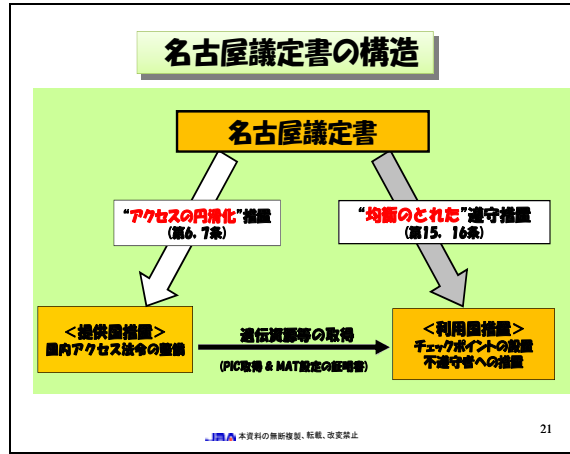 名古屋議定書の構造
名古屋議定書
“アクセスの円滑化”措置
(第6, 7条)
“均衡のとれた”遵守措置
(第15, 16条)
＜提供国措置＞
国内アクセス法令の整備
遺伝資源等の取得
(PIC取得 & MAT設定の証明書)
＜利用国措置＞
チェックポイントの設置
不遵守者への措置
JBA 本資料の無断複製、転載、改変禁止
21